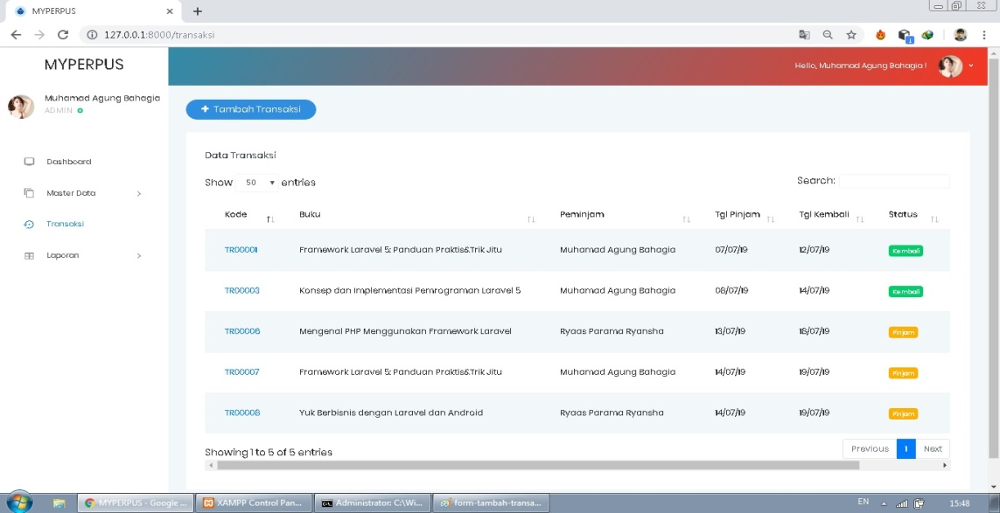 MYPERPUS
127.0.0.1:8000/transaksi
MYPERPUS
Hello, Muhamad Agung Bahagia !
Muhamad Agung Bahagia
ADMIN
Dashboard
Master Data
Transaksi
Laporan
+ Tambah Transaksi
Data Transaksi
Show 50 entries
Search:
Kode Buku Peminjam Tgl Pinjam Tgl Kembali Status
TR00001 Framework Laravel 5: Panduan Praktis&Trik Jitu Muhamad Agung Bahagia 07/07/19 12/07/19 Kembali
TR00003 Konsep dan Implementasi Pemrograman Laravel 5 Muhamad Agung Bahagia 08/07/19 14/07/19 Kembali
TR00006 Mengenal PHP Menggunakan Framework Laravel Ryaas Parama Ryansha 13/07/19 18/07/19 Pinjam
TR00007 Framework Laravel 5: Panduan Praktis&Trik Jitu Muhamad Agung Bahagia 14/07/19 19/07/19 Pinjam
TR00008 Yuk Berbisnis dengan Laravel dan Android Ryaas Parama Ryansha 14/07/19 19/07/19 Pinjam
Showing 1 to 5 of 5 entries
Previous 1 Next
MYPERPUS - Google ...
XAMPP Control Pan...
Administrator: C:\Wi...
form-tambah-transa...
EN
15:48